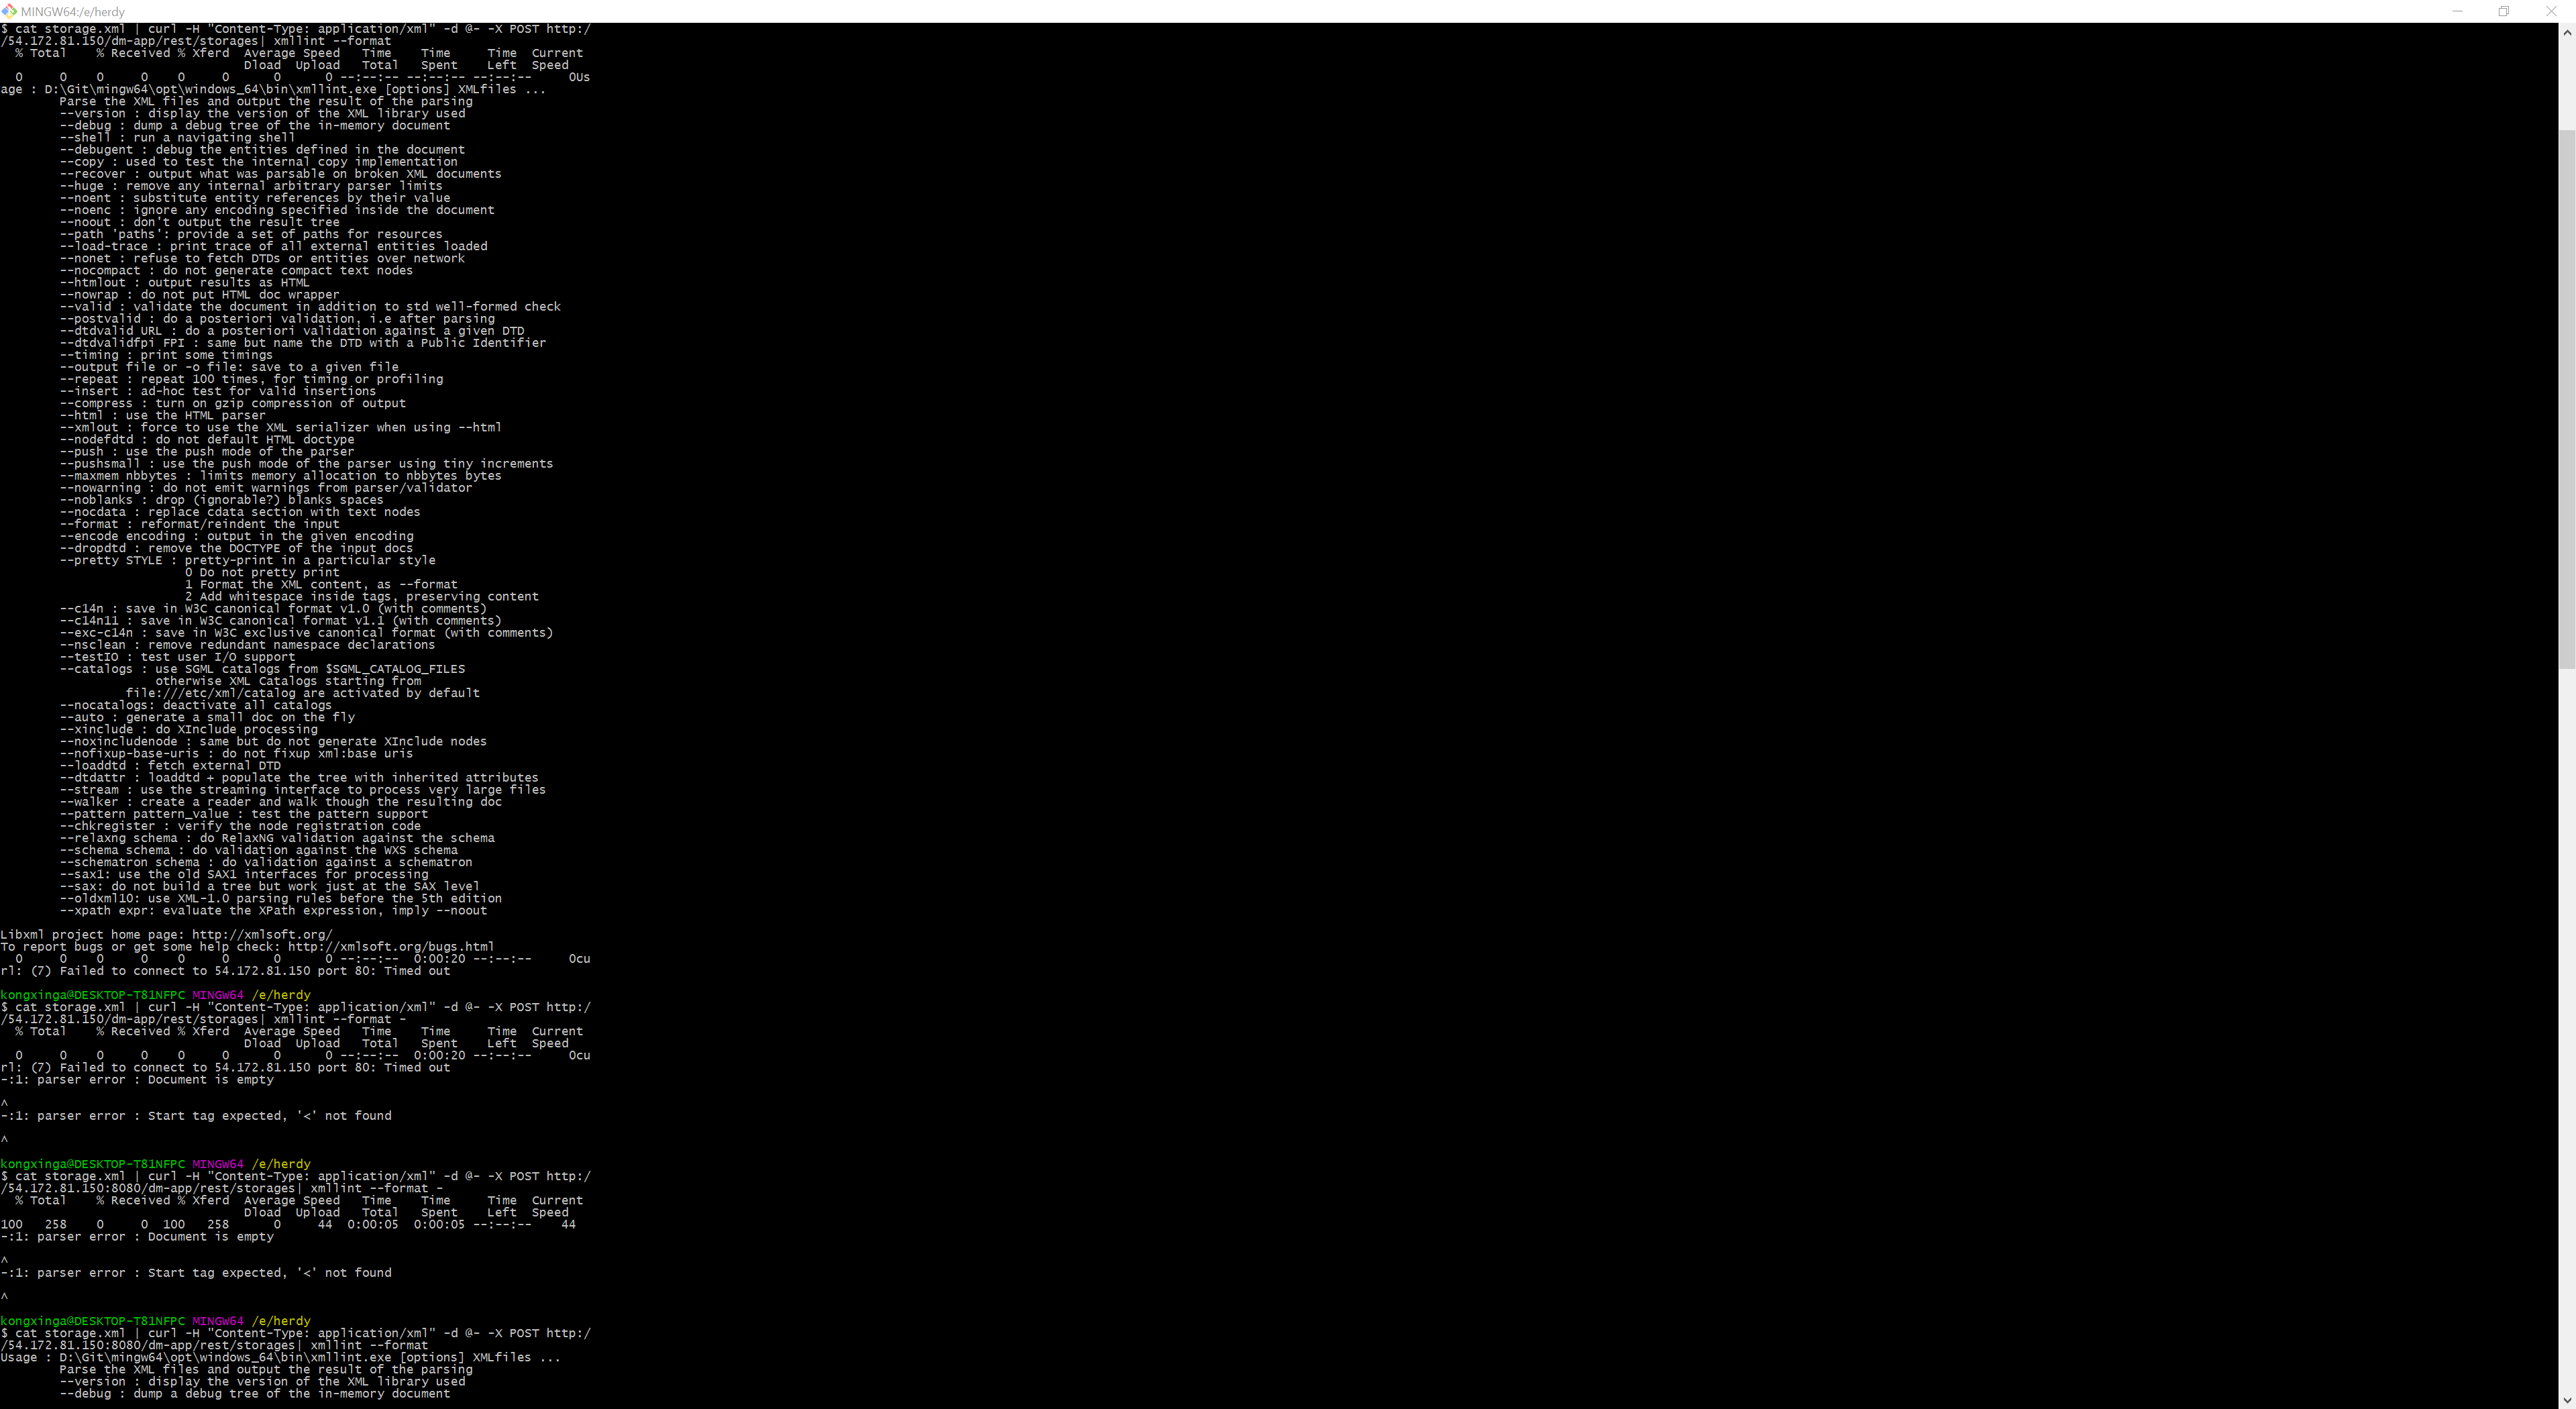 MINGW64:/e/herdy
$ cat storage.xml | curl -H "Content-Type: application/xml" -d @- -X POST http:/
/54.172.81.150/dm-app/rest/storages| xmllint --format
  % Total    % Received % Xferd  Average Speed   Time    Time     Time  Current
                                 Dload  Upload   Total   Spent    Left  Speed
  0     0    0     0    0     0      0      0 --:--:-- --:--:-- --:--:--     0Us
age : D:\Git\mingw64\opt\windows_64\bin\xmllint.exe [options] XMLfiles ...
        Parse the XML files and output the result of the parsing
        --version : display the version of the XML library used
        --debug : dump a debug tree of the in-memory document
        --shell : run a navigating shell
        --debugent : debug the entities defined in the document
        --copy : used to test the internal copy implementation
        --recover : output what was parsable on broken XML documents
        --huge : remove any internal arbitrary parser limits
        --noent : substitute entity references by their value
        --noenc : ignore any encoding specified inside the document
        --noout : don't output the result tree
        --path 'paths': provide a set of paths for resources
        --load-trace : print trace of all external entities loaded
        --nonet : refuse to fetch DTDs or entities over network
        --nocompact : do not generate compact text nodes
        --htmlout : output results as HTML
        --nowrap : do not put HTML doc wrapper
        --valid : validate the document in addition to std well-formed check
        --postvalid : do a posteriori validation, i.e after parsing
        --dtdvalid URL : do a posteriori validation against a given DTD
        --dtdvalidfpi FPI : same but name the DTD with a Public Identifier
        --timing : print some timings
        --output file or -o file: save to a given file
        --repeat : repeat 100 times, for timing or profiling
        --insert : ad-hoc test for valid insertions
        --compress : turn on gzip compression of output
        --html : use the HTML parser
        --xmlout : force to use the XML serializer when using --html
        --nodefdtd : do not default HTML doctype
        --push : use the push mode of the parser
        --pushsmall : use the push mode of the parser using tiny increments
        --maxmem nbbytes : limits memory allocation to nbbytes bytes
        --nowarning : do not emit warnings from parser/validator
        --noblanks : drop (ignorable?) blanks spaces
        --nocdata : replace cdata section with text nodes
        --format : reformat/reindent the input
        --encode encoding : output in the given encoding
        --dropdtd : remove the DOCTYPE of the input docs
        --pretty STYLE : pretty-print in a particular style
                         0 Do not pretty print
                         1 Format the XML content, as --format
                         2 Add whitespace inside tags, preserving content
        --c14n : save in W3C canonical format v1.0 (with comments)
        --c14n11 : save in W3C canonical format v1.1 (with comments)
        --exc-c14n : save in W3C exclusive canonical format (with comments)
        --nsclean : remove redundant namespace declarations
        --testIO : test user I/O support
        --catalogs : use SGML catalogs from $SGML_CATALOG_FILES
                     otherwise XML Catalogs starting from
                 file:///etc/xml/catalog are activated by default
        --nocatalogs: deactivate all catalogs
        --auto : generate a small doc on the fly
        --xinclude : do XInclude processing
        --noxincludenode : same but do not generate XInclude nodes
        --nofixup-base-uris : do not fixup xml:base uris
        --loaddtd : fetch external DTD
        --dtdattr : loaddtd + populate the tree with inherited attributes
        --stream : use the streaming interface to process very large files
        --walker : create a reader and walk though the resulting doc
        --pattern pattern_value : test the pattern support
        --chkregister : verify the node registration code
        --relaxng schema : do RelaxNG validation against the schema
        --schema schema : do validation against the WXS schema
        --schematron schema : do validation against a schematron
        --sax1: use the old SAX1 interfaces for processing
        --sax: do not build a tree but work just at the SAX level
        --oldxml10: use XML-1.0 parsing rules before the 5th edition
        --xpath expr: evaluate the XPath expression, imply --noout

Libxml project home page: http://xmlsoft.org/
To report bugs or get some help check: http://xmlsoft.org/bugs.html
  0     0    0     0    0     0      0      0 --:--:--  0:00:20 --:--:--     0cu
rl: (7) Failed to connect to 54.172.81.150 port 80: Timed out

kongxinga@DESKTOP-T81NFPC MINGW64 /e/herdy
$ cat storage.xml | curl -H "Content-Type: application/xml" -d @- -X POST http:/
/54.172.81.150/dm-app/rest/storages| xmllint --format -
  % Total    % Received % Xferd  Average Speed   Time    Time     Time  Current
                                 Dload  Upload   Total   Spent    Left  Speed
  0     0    0     0    0     0      0      0 --:--:--  0:00:20 --:--:--     0cu
rl: (7) Failed to connect to 54.172.81.150 port 80: Timed out
-:1: parser error : Document is empty

^
-:1: parser error : Start tag expected, '<' not found

^

kongxinga@DESKTOP-T81NFPC MINGW64 /e/herdy
$ cat storage.xml | curl -H "Content-Type: application/xml" -d @- -X POST http:/
/54.172.81.150:8080/dm-app/rest/storages| xmllint --format -
  % Total    % Received % Xferd  Average Speed   Time    Time     Time  Current
                                 Dload  Upload   Total   Spent    Left  Speed
100   258    0     0  100   258      0     44  0:00:05  0:00:05 --:--:--    44
-:1: parser error : Document is empty

^
-:1: parser error : Start tag expected, '<' not found

^

kongxinga@DESKTOP-T81NFPC MINGW64 /e/herdy
$ cat storage.xml | curl -H "Content-Type: application/xml" -d @- -X POST http:/
/54.172.81.150:8080/dm-app/rest/storages| xmllint --format
Usage : D:\Git\mingw64\opt\windows_64\bin\xmllint.exe [options] XMLfiles ...
        Parse the XML files and output the result of the parsing
        --version : display the version of the XML library used
        --debug : dump a debug tree of the in-memory document